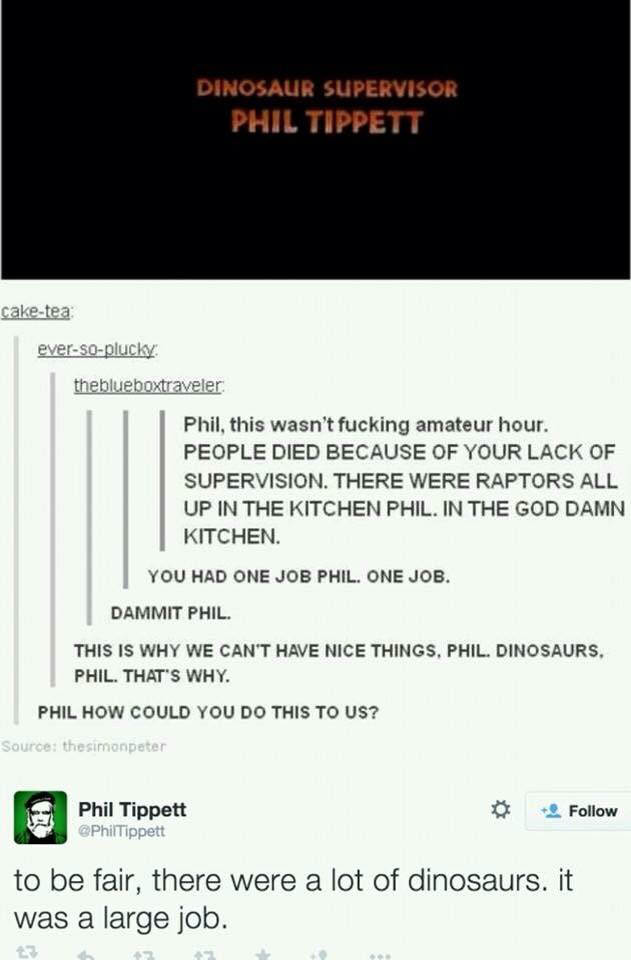 DINOSAUR SUPERVISOR
PHIL TIPPETT
cake-tea:
ever-so-plucky:
theblueboxtraveler:
Phil, this wasn't fucking amateur hour.
PEOPLE DIED BECAUSE OF YOUR LACK OF
SUPERVISION. THERE WERE RAPTORS ALL
UP IN THE KITCHEN PHIL. IN THE GOD DAMN
KITCHEN.
YOU HAD ONE JOB PHIL. ONE JOB.
DAMMIT PHIL.
THIS IS WHY WE CAN'T HAVE NICE THINGS, PHIL. DINOSAURS,
PHIL. THAT'S WHY.
PHIL HOW COULD YOU DO THIS TO US?
Source: thesimonpeter
Phil Tippett
Follow
@PhilTippett
to be fair, there were a lot of dinosaurs. it
was a large job.